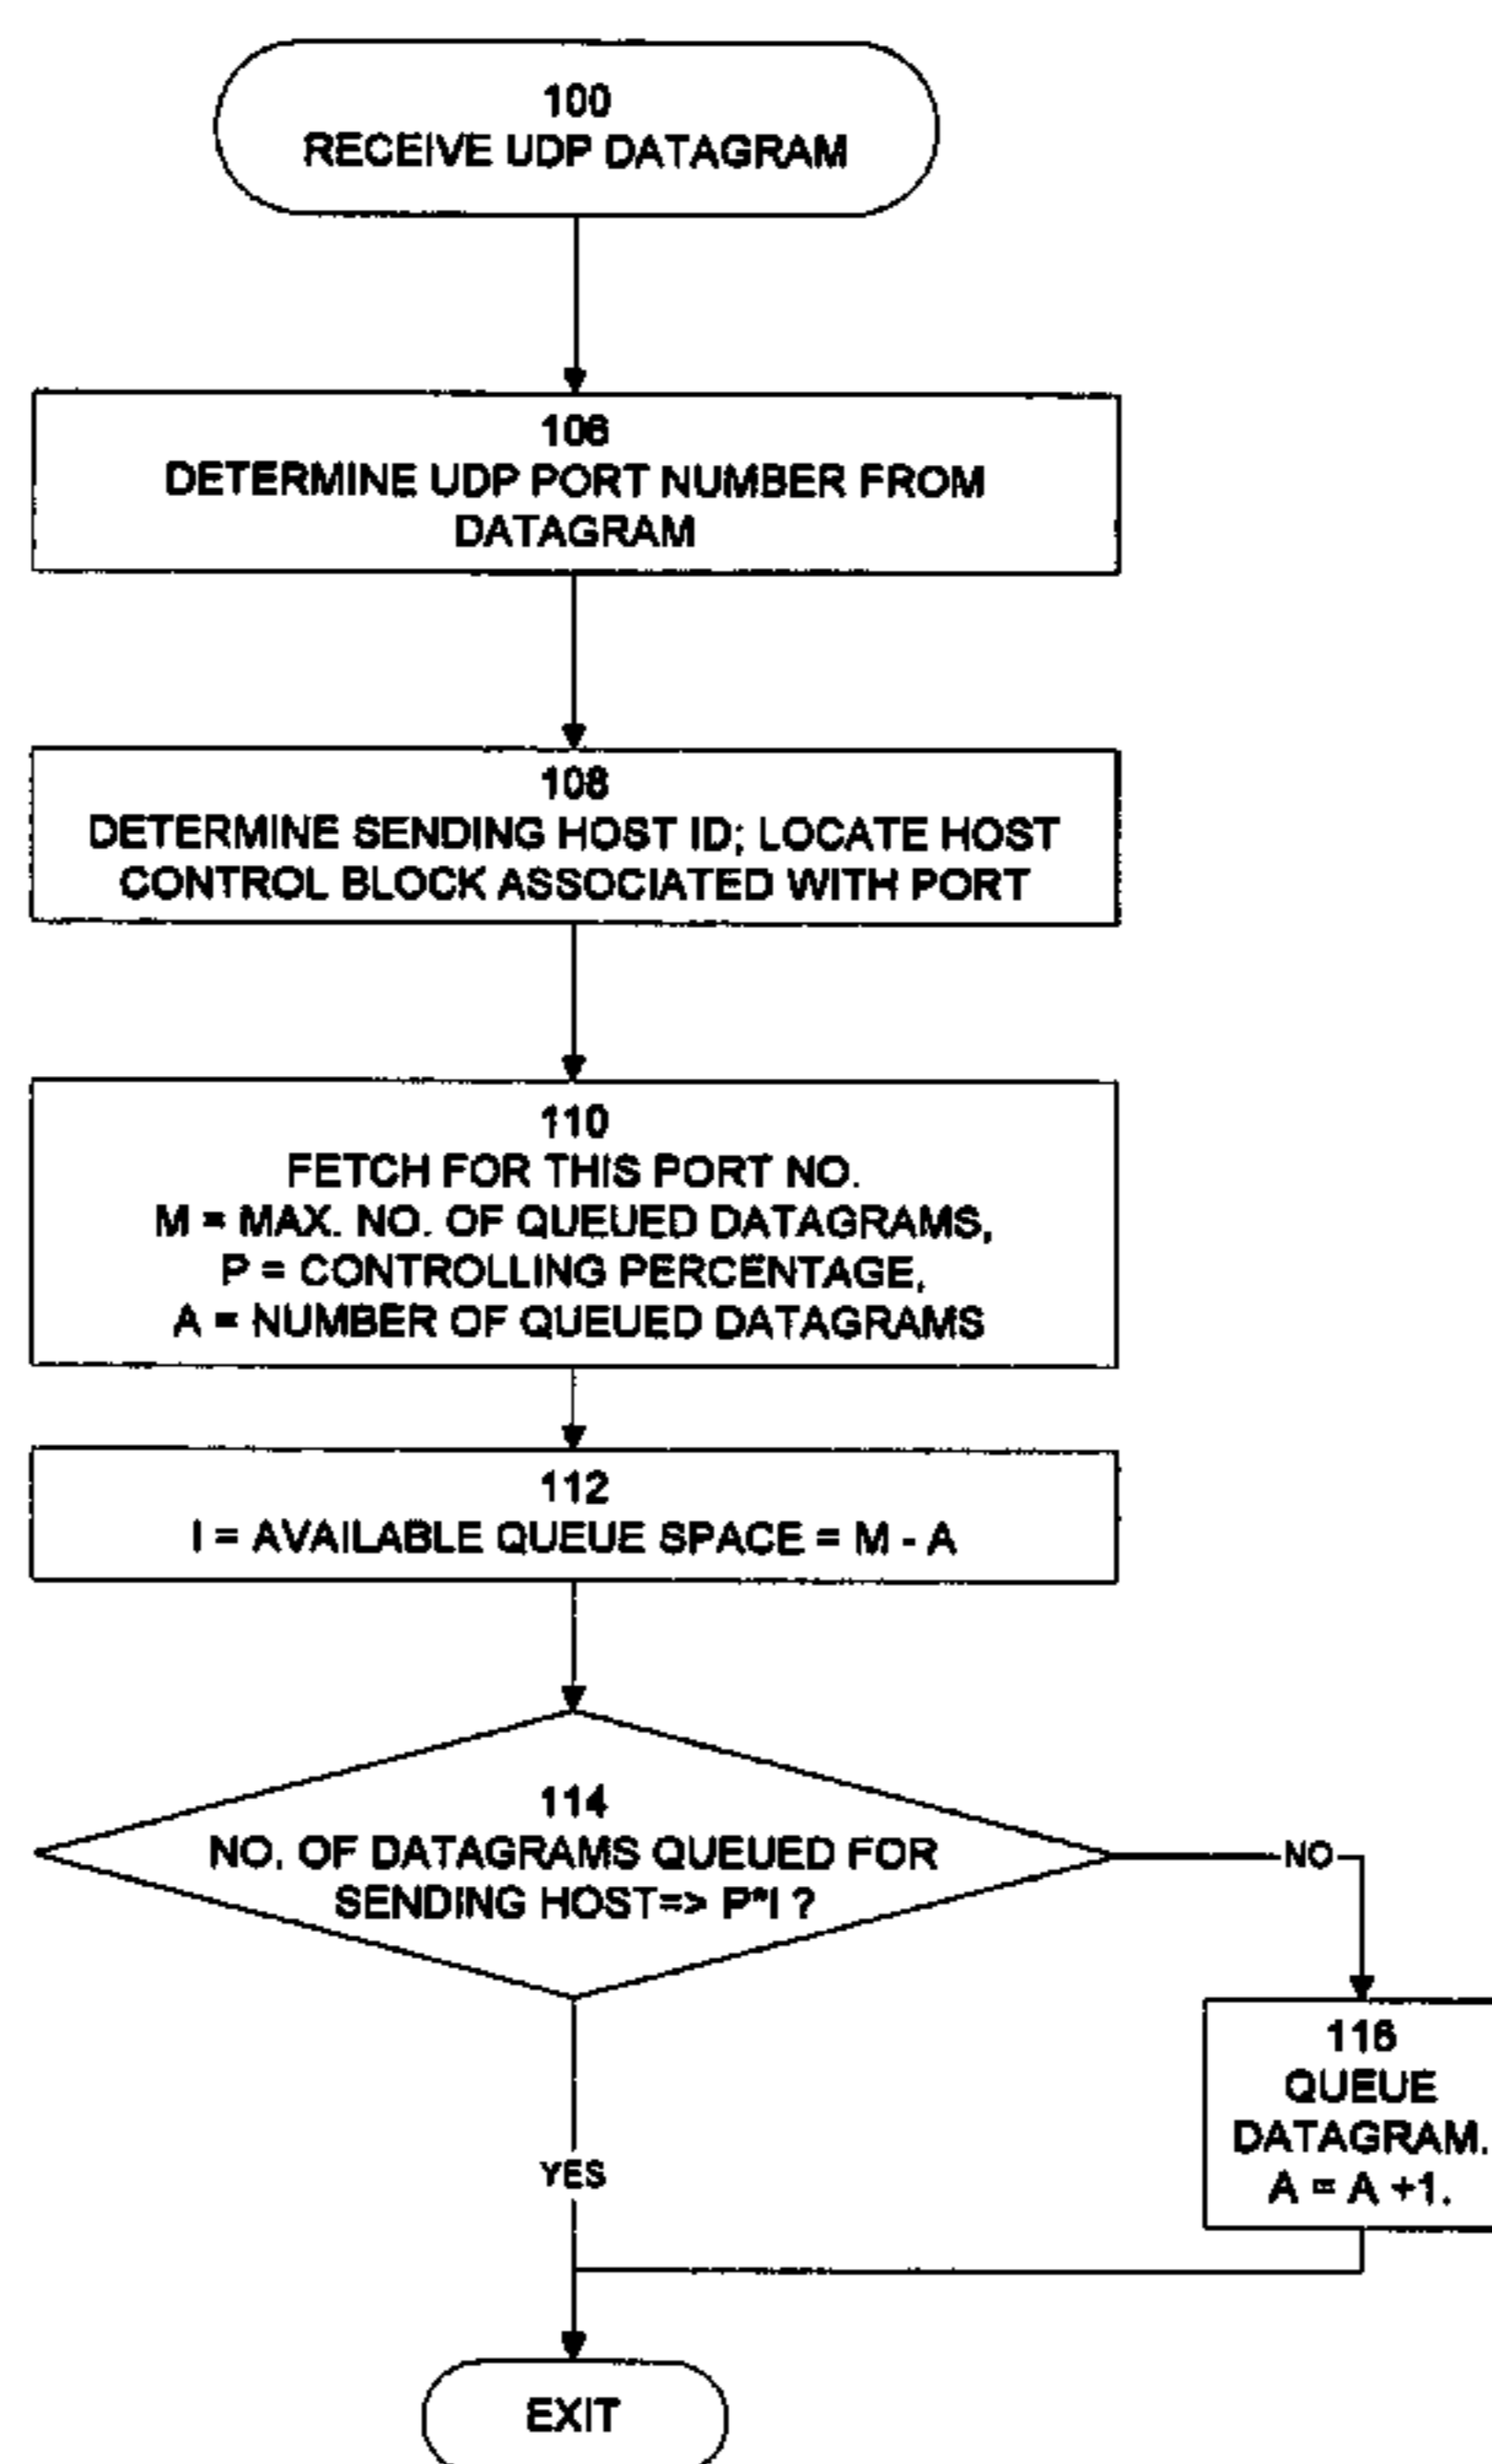 100
RECEIVE UDP DATAGRAM
106
DETERMINE UDP PORT NUMBER FROM
DATAGRAM
108
DETERMINE SENDING HOST ID; LOCATE HOST
CONTROL BLOCK ASSOCIATED WITH PORT
110
FETCH FOR THIS PORT NO.
M = MAX. NO. OF QUEUED DATAGRAMS,
P = CONTROLLING PERCENTAGE,
A = NUMBER OF QUEUED DATAGRAMS
112
I = AVAILABLE QUEUE SPACE = M - A
114
NO. OF DATAGRAMS QUEUED FOR
SENDING HOST=> P*I ?
NO
116
QUEUE
DATAGRAM.
A = A +1.
YES
EXIT